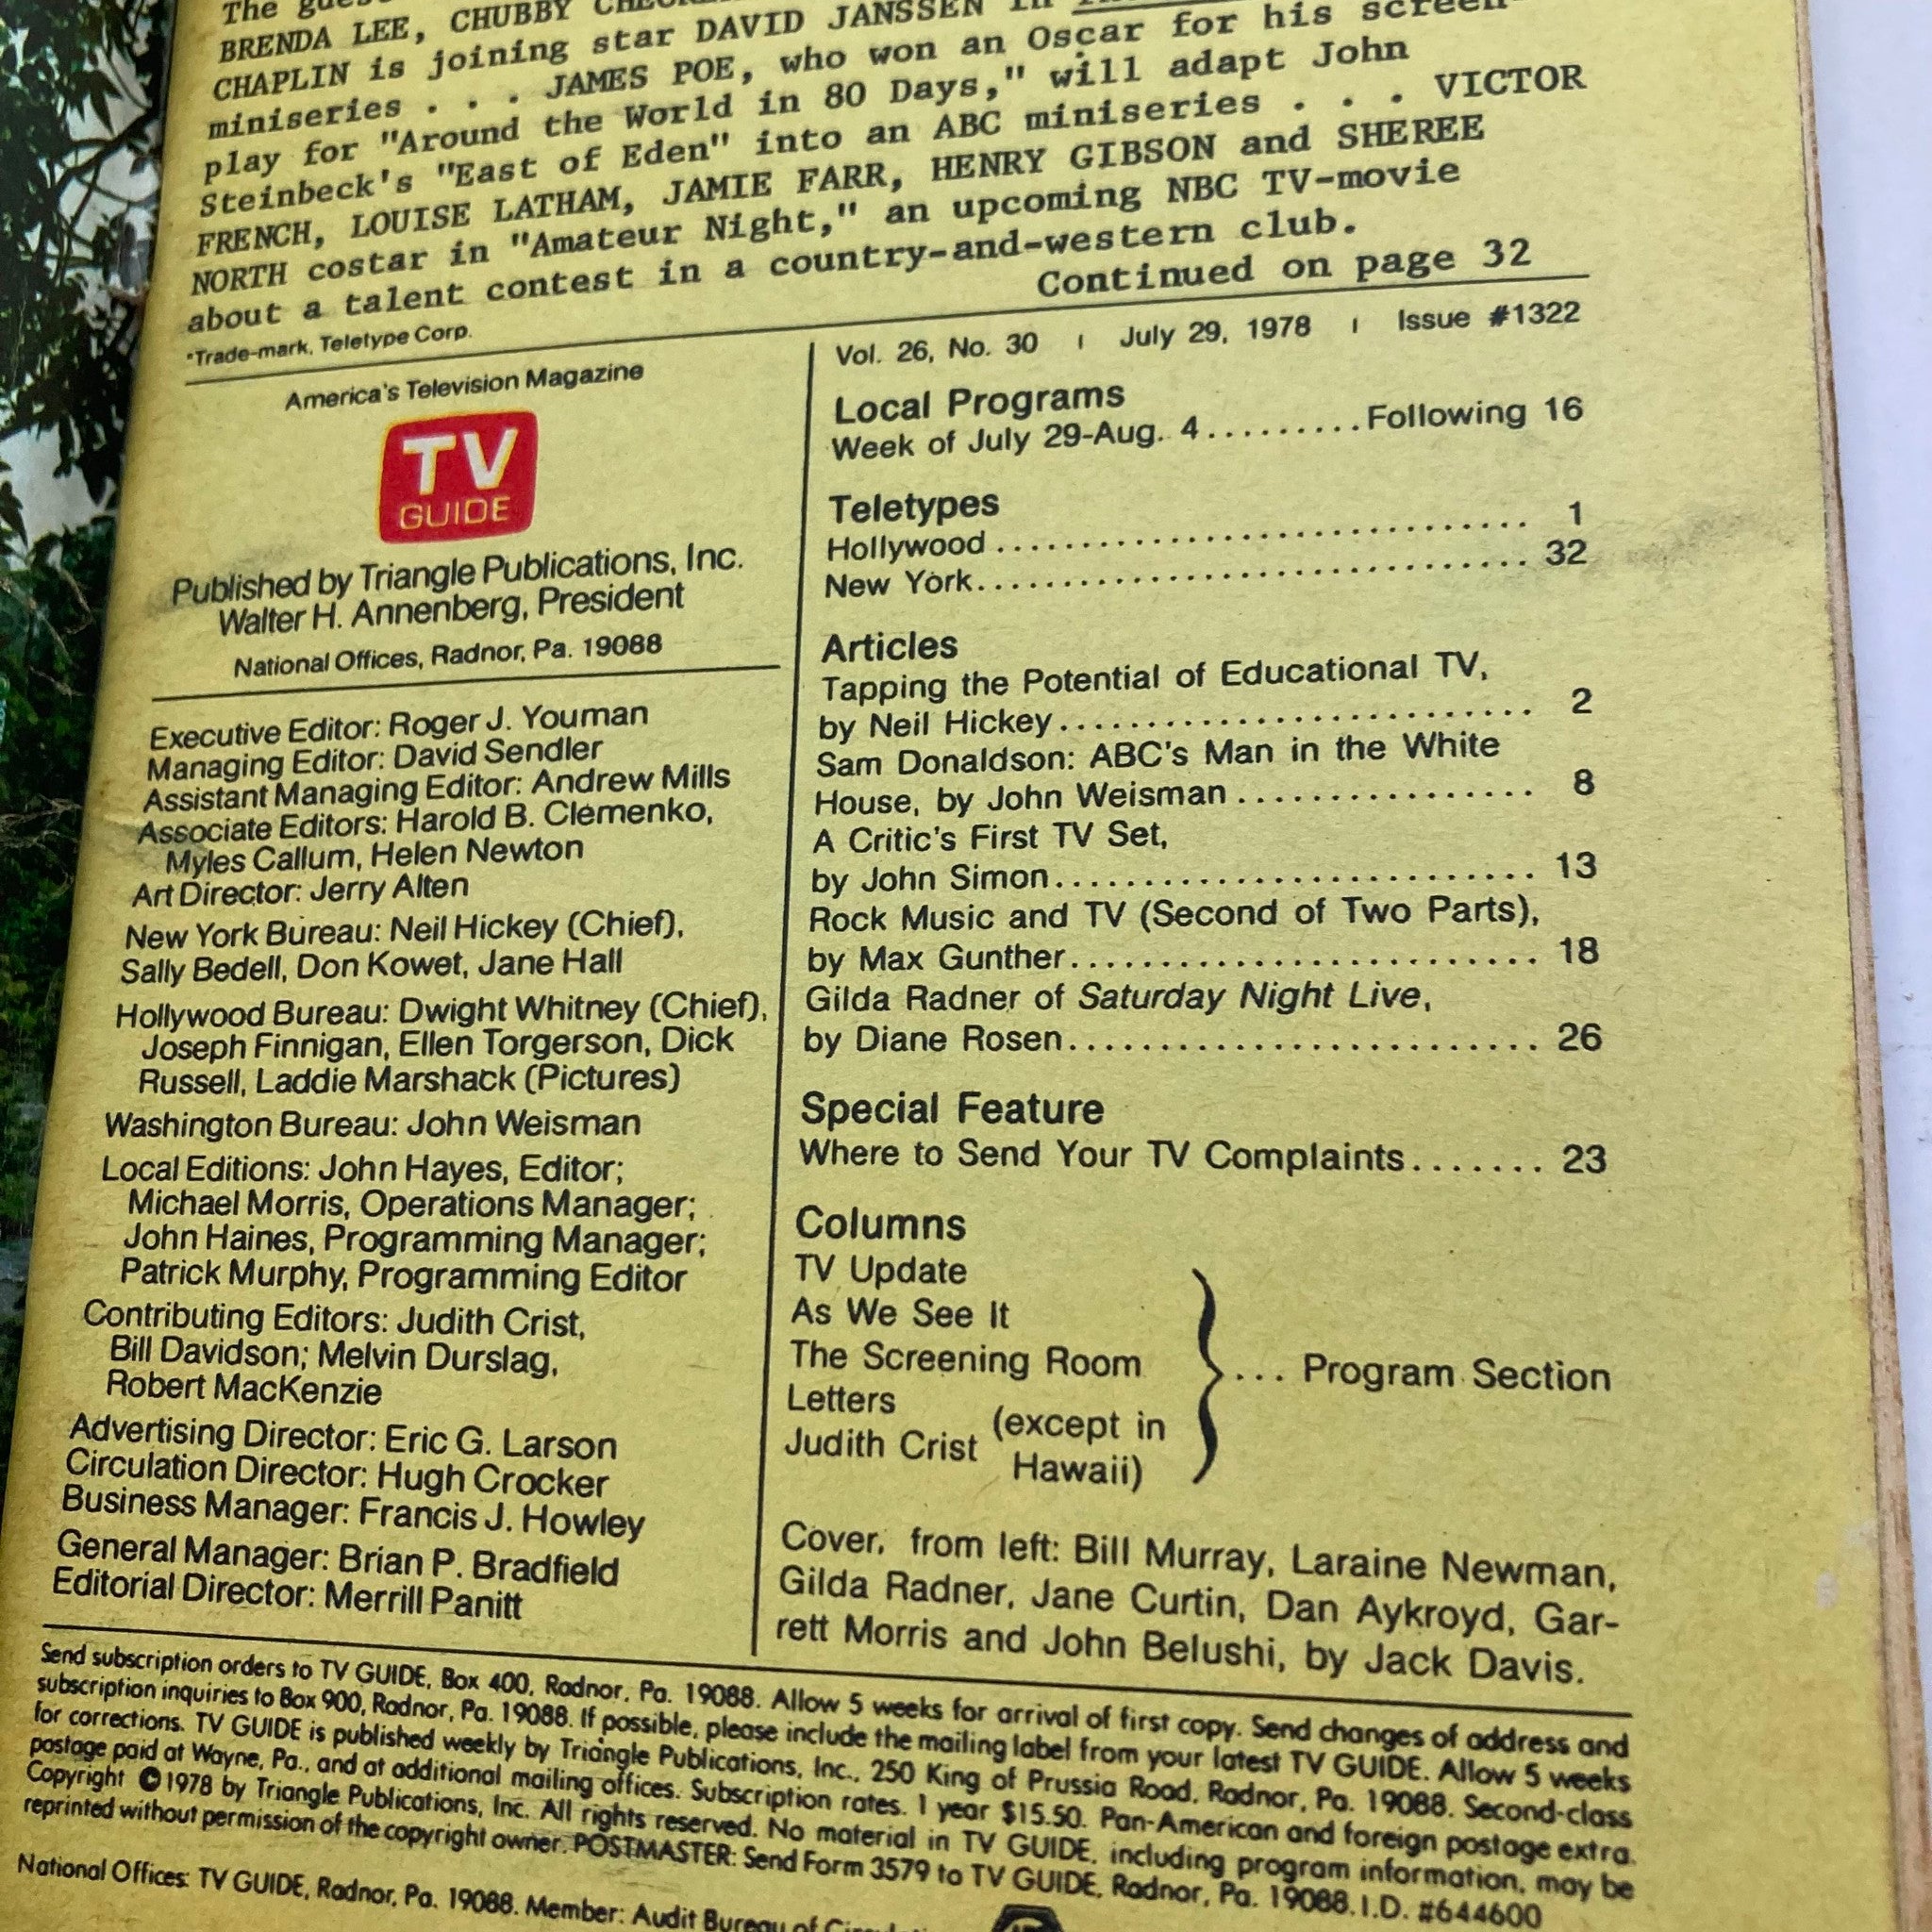 The gues
BRENDA LEE, CHUBBY
CHAPLIN is joining star DAVID JANSSEN in
miniseries . . . JAMES POE, who won an Oscar for his screen-
play for "Around the World in 80 Days," will adapt John
Steinbeck's "East of Eden" into an ABC miniseries . . . VICTOR
FRENCH, LOUISE LATHAM, JAMIE FARR, HENRY GIBSON and SHEREE
NORTH costar in "Amateur Night," an upcoming NBC TV-movie
about a talent contest in a country-and-western club.
Continued on page 32
*Trade-mark, Teletype Corp.
America's Television Magazine
TV
GUIDE
Published by Triangle Publications, Inc.
Walter H. Annenberg, President
National Offices, Radnor, Pa. 19088
Executive Editor: Roger J. Youman
Managing Editor: David Sendler
Assistant Managing Editor: Andrew Mills
Associate Editors: Harold B. Clemenko,
Myles Callum, Helen Newton
Art Director: Jerry Alten
New York Bureau: Neil Hickey (Chief),
Sally Bedell, Don Kowet, Jane Hall
Hollywood Bureau: Dwight Whitney (Chief),
Joseph Finnigan, Ellen Torgerson, Dick
Russell, Laddie Marshack (Pictures)
Washington Bureau: John Weisman
Local Editions: John Hayes, Editor;
Michael Morris, Operations Manager;
John Haines, Programming Manager;
Patrick Murphy, Programming Editor
Contributing Editors: Judith Crist,
Bill Davidson; Melvin Durslag,
Robert MacKenzie
Advertising Director: Eric G. Larson
Circulation Director: Hugh Crocker
Business Manager: Francis J. Howley
General Manager: Brian P. Bradfield
Editorial Director: Merrill Panitt
Vol. 26, No. 30 | July 29, 1978 | Issue #1322
Local Programs
Week of July 29-Aug. 4..........Following 16
Teletypes
Hollywood .............................. 1
New York................................ 32
Articles
Tapping the Potential of Educational TV,
by Neil Hickey........................... 2
Sam Donaldson: ABC's Man in the White
House, by John Weisman ................. 8
A Critic's First TV Set,
by John Simon........................... 13
Rock Music and TV (Second of Two Parts),
by Max Gunther.......................... 18
Gilda Radner of Saturday Night Live,
by Diane Rosen.......................... 26
Special Feature
Where to Send Your TV Complaints....... 23
Columns
TV Update
As We See It
The Screening Room
Letters
Judith Crist (except in Hawaii)
... Program Section
Cover, from left: Bill Murray, Laraine Newman,
Gilda Radner, Jane Curtin, Dan Aykroyd, Gar-
rett Morris and John Belushi, by Jack Davis.
Send subscription orders to TV GUIDE, Box 400, Radnor, Pa. 19088. Allow 5 weeks for arrival of first copy. Send changes of address and
subscription inquiries to Box 900, Radnor, Pa. 19088. If possible, please include the mailing label from your latest TV GUIDE. Allow 5 weeks
for corrections. TV GUIDE is published weekly by Triangle Publications, Inc., 250 King of Prussia Road, Radnor, Pa. 19088. Second-class
postage paid at Wayne, Pa., and at additional mailing offices. Subscription rates. 1 year $15.50. Pan-American and foreign postage extra.
Copyright ©1978 by Triangle Publications, Inc. All rights reserved. No material in TV GUIDE, including program information, may be
reprinted without permission of the copyright owner. POSTMASTER: Send Form 3579 to TV GUIDE, Radnor, Pa. 19088.I.D. #644600
National Offices: TV GUIDE, Radnor, Pa. 19088. Member: Audit Bureau of